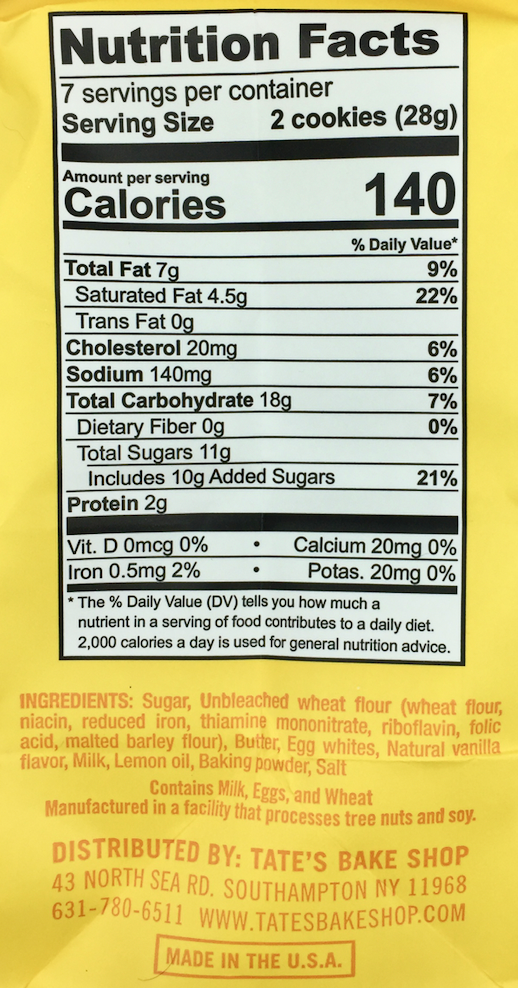 Nutrition Facts
7 servings per container
Serving Size 2 cookies (28g)
Amount per serving
Calories 140
% Daily Value*
Total Fat 7g 9%
Saturated Fat 4.5g 22%
Trans Fat 0g
Cholesterol 20mg 6%
Sodium 140mg 6%
Total Carbohydrate 18g 7%
Dietary Fiber 0g 0%
Total Sugars 11g
Includes 10g Added Sugars 21%
Protein 2g
Vit. D 0mcg 0% • Calcium 20mg 0%
Iron 0.5mg 2% • Potas. 20mg 0%
* The % Daily Value (DV) tells you how much a
nutrient in a serving of food contributes to a daily diet.
2,000 calories a day is used for general nutrition advice.
INGREDIENTS: Sugar, Unbleached wheat flour (wheat flour,
niacin, reduced iron, thiamine mononitrate, riboflavin, folic
acid, malted barley flour), Butter, Egg whites, Natural vanilla
flavor, Milk, Lemon oil, Baking powder, Salt
Contains Milk, Eggs, and Wheat
Manufactured in a facility that processes tree nuts and soy.
DISTRIBUTED BY: TATE'S BAKE SHOP
43 NORTH SEA RD. SOUTHAMPTON NY 11968
631-780-6511 WWW.TATESBAKESHOP.COM
MADE IN THE U.S.A.